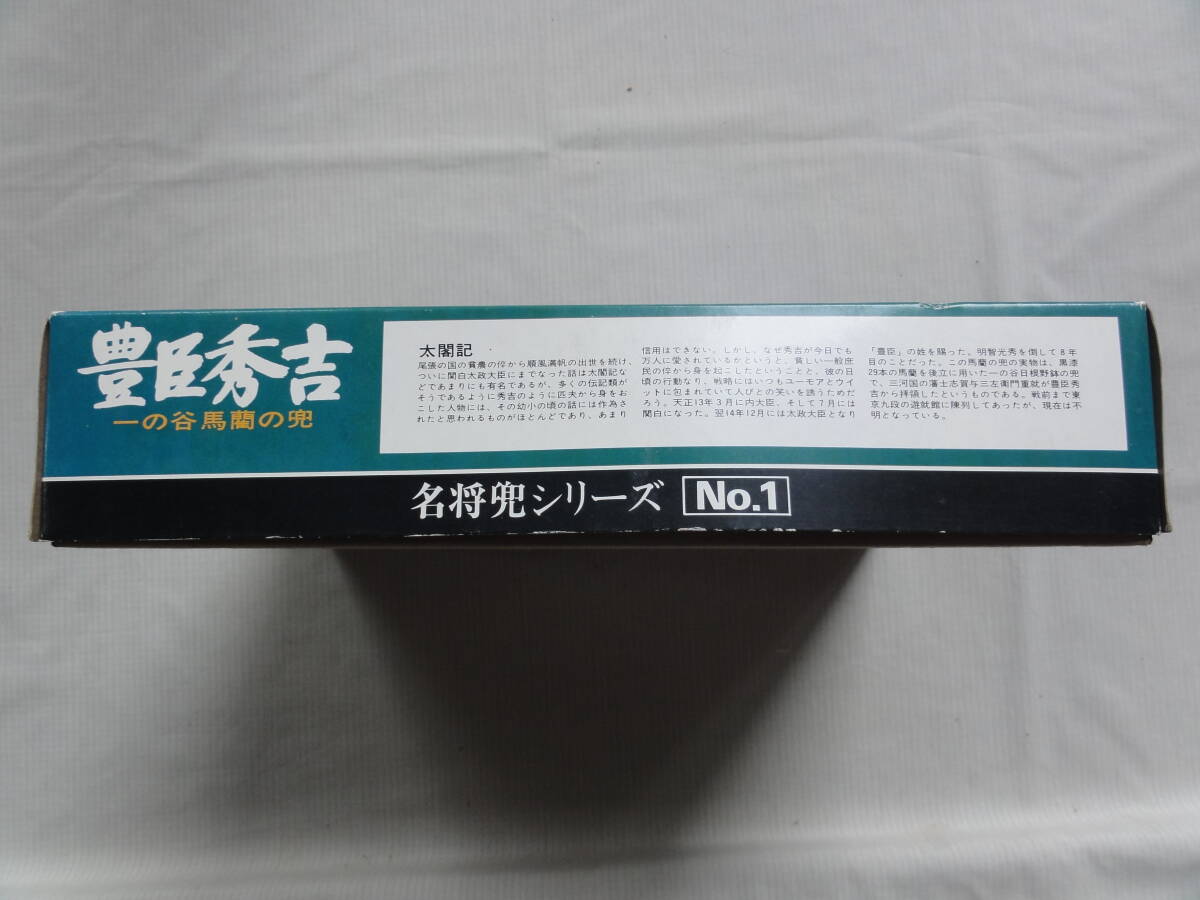 豊臣秀吉
一の谷馬藺の兜
太閤記
尾張の国の貧農の倅から順風満帆の出世を続け、
ついに関白太政大臣にまでなった話は太閤記な
どであまりにも有名であるが、多くの伝記類が
そうであるように秀吉のように匹夫から身をお
こした人物には、その幼小の頃の話には作為さ
れたと思われるものがほとんどであり、あまり
信用はできない。しかし、なぜ秀吉が今日でも
万人に愛されているかというと、貧しい一般庶
民の倅から身を起こしたということと、彼の日
頃の行動なり、戦略にはいつもユーモアとウイ
ットに包まれていて人びとの笑いを誘うためだ
ろう。天正13年3月に内大臣、そして7月には
関白になった。翌14年12月には太政大臣となり
「豊臣」の姓を賜った。明智光秀を倒して8年
目のことだった。この馬藺の兜の実物は、黒漆
29本の馬藺を後立に用いた一の谷日根野鉢の兜
で、三河国の藩士志賀与三左衛門重就が豊臣秀
吉から拝領したというものである。戦前まで東
京九段の遊就館に陳列してあったが、現在は不
明となっている。
名将兜シリーズ No.1